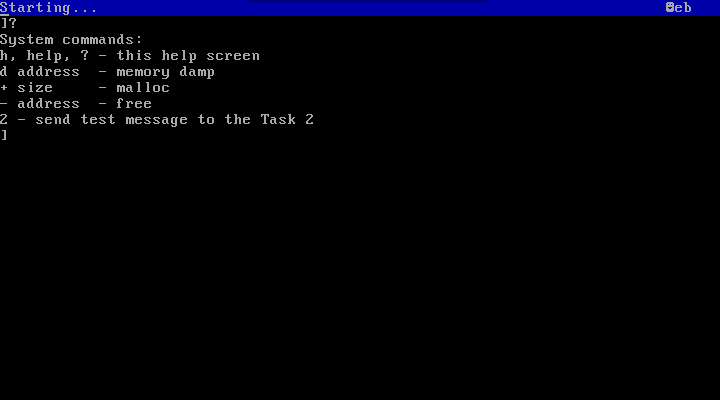 Starting... ☻eb
]?
System commands:
h, help, ? - this help screen
d address  - memory damp
+ size     - malloc
- address  - free
2 - send test message to the Task 2
]